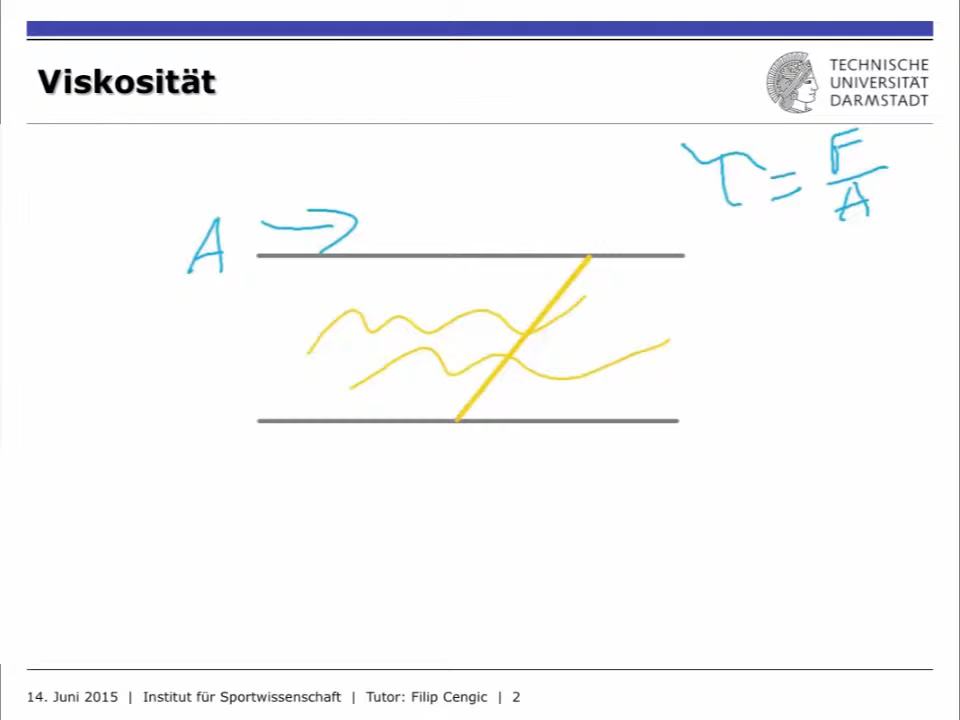 Viskosität
TECHNISCHE
UNIVERSITÄT
DARMSTADT
τ = F/A
A
14. Juni 2015 | Institut für Sportwissenschaft | Tutor: Filip Cengic | 2